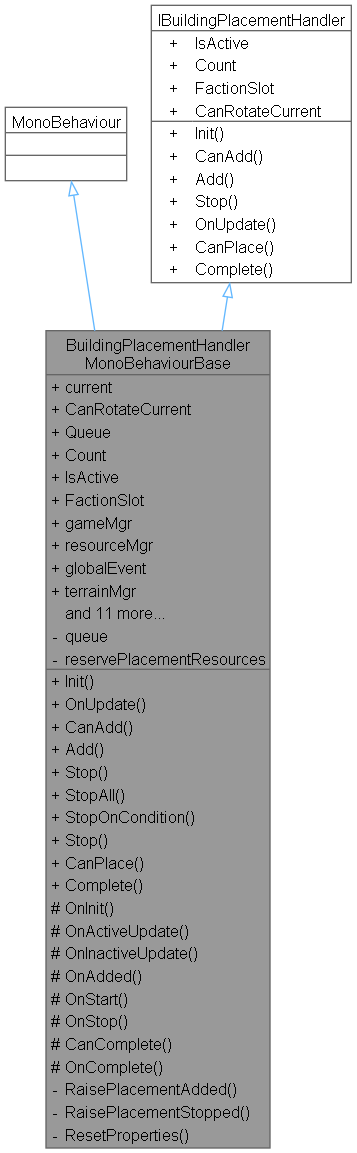 IBuildingPlacementHandler
+ IsActive
+ Count
+ FactionSlot
+ CanRotateCurrent
+ Init()
+ CanAdd()
+ Add()
+ Stop()
+ OnUpdate()
+ CanPlace()
+ Complete()
MonoBehaviour
BuildingPlacementHandler
MonoBehaviourBase
+ current
+ CanRotateCurrent
+ Queue
+ Count
+ IsActive
+ FactionSlot
+ gameMgr
+ resourceMgr
+ globalEvent
+ terrainMgr
and 11 more...
- queue
- reservePlacementResources
+ Init()
+ OnUpdate()
+ CanAdd()
+ Add()
+ Stop()
+ StopAll()
+ StopOnCondition()
+ Stop()
+ CanPlace()
+ Complete()
# OnInit()
# OnActiveUpdate()
# OnInactiveUpdate()
# OnAdded()
# OnStart()
# OnStop()
# CanComplete()
# OnComplete()
- RaisePlacementAdded()
- RaisePlacementStopped()
- ResetProperties()